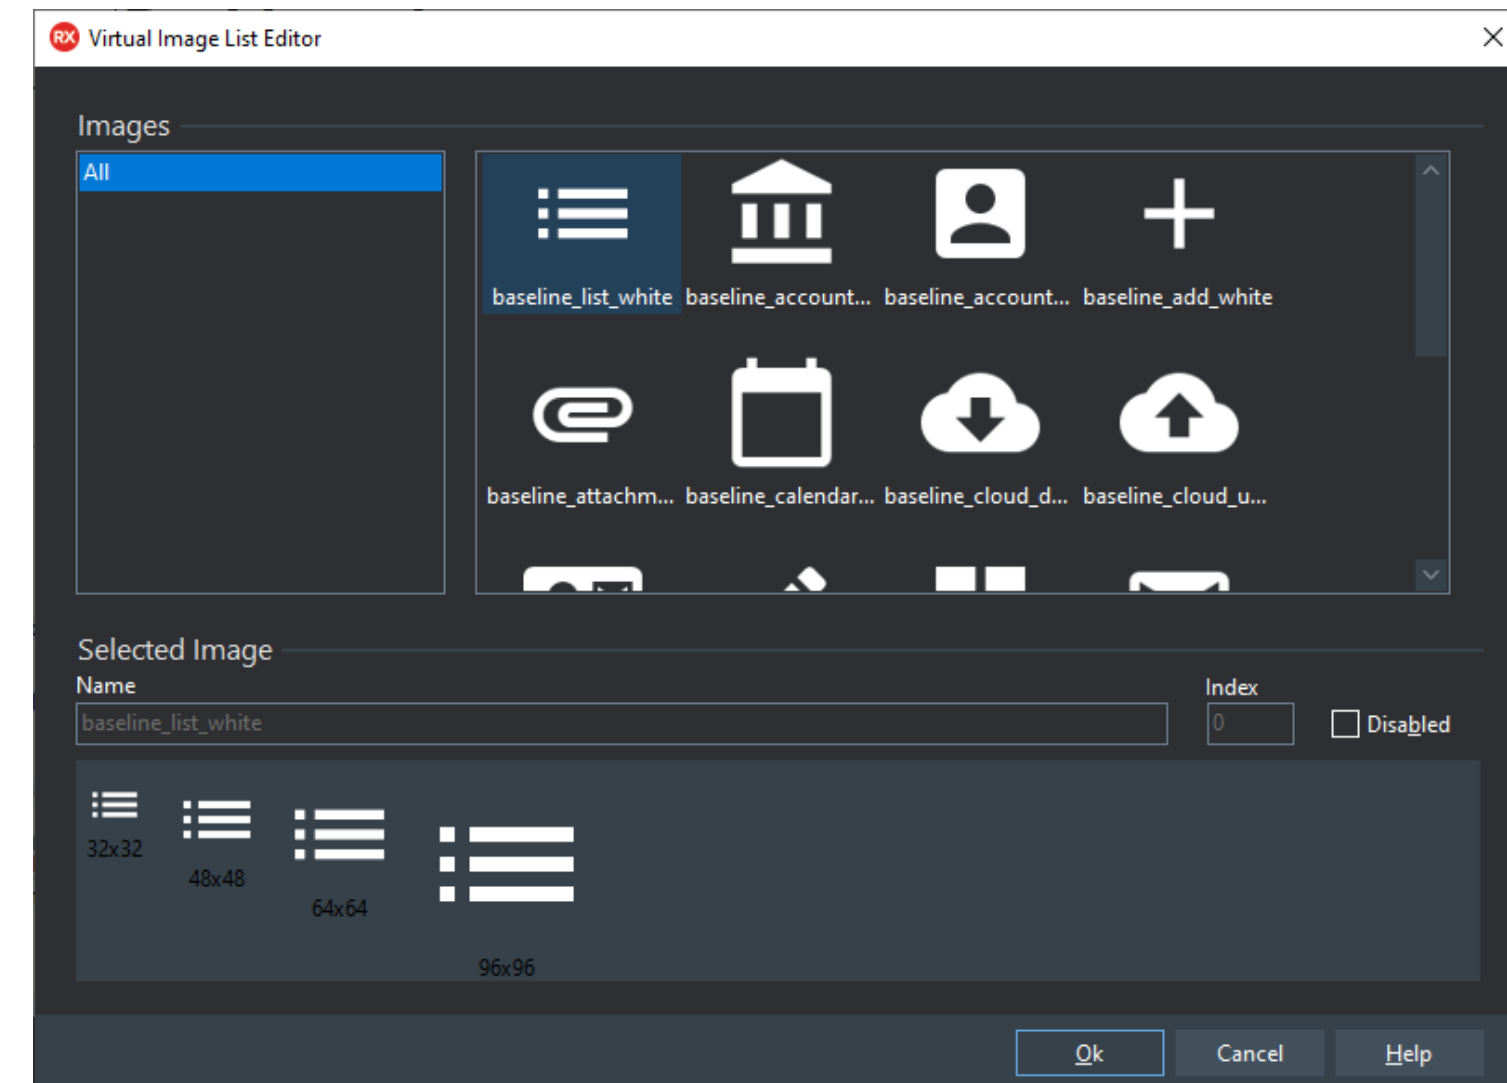 RX Virtual Image List Editor
Images
All
baseline_list_white baseline_account... baseline_account... baseline_add_white
baseline_attachm... baseline_calendar... baseline_cloud_d... baseline_cloud_u...
Selected Image
Name Index
baseline_list_white 0 Disabled
32x32
48x48
64x64
96x96
Ok Cancel Help